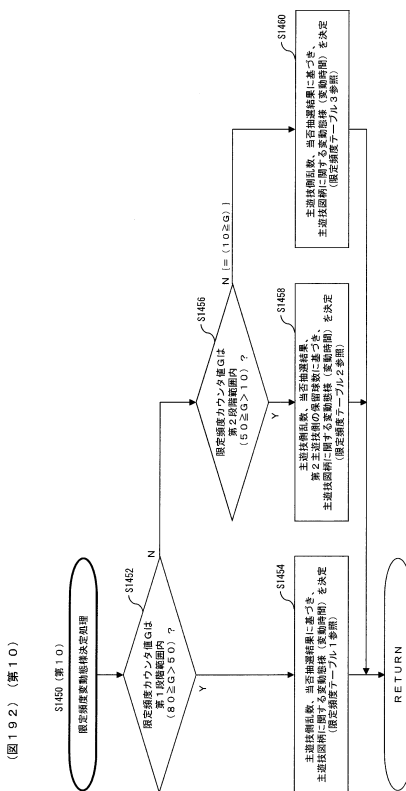 (図192) (第10)
S1450 (第10)
限定頻度変動態様決定処理
S1452
限定頻度カウンタ値Gは
第1段階範囲内
(80≧G>50) ?
N
Y
S1454
主遊技側乱数、当否抽選結果に基づき、
主遊技図柄に関する変動態様 (変動時間) を決定
(限定頻度テーブル1参照)
S1456
限定頻度カウンタ値Gは
第2段階範囲内
(50≧G>10) ?
N [= (10≧G) ]
Y
S1458
主遊技側乱数、当否抽選結果、
第2主遊技側の保留球数に基づき、
主遊技図柄に関する変動態様 (変動時間) を決定
(限定頻度テーブル2参照)
S1460
主遊技側乱数、当否抽選結果に基づき、
主遊技図柄に関する変動態様 (変動時間) を決定
(限定頻度テーブル3参照)
RETURN